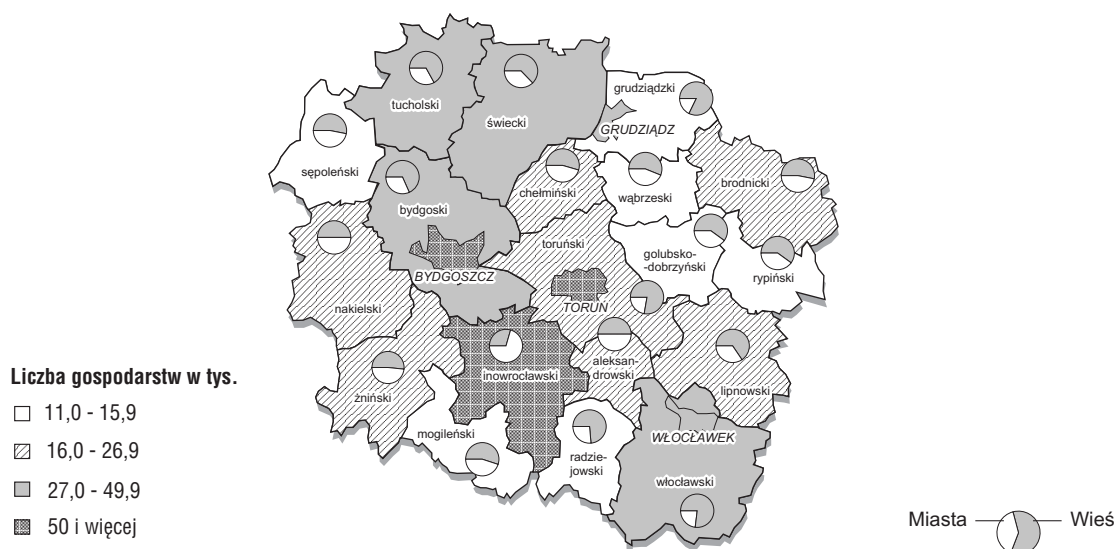 tucholski
świecki
grudziądzki
GRUDZIĄDZ
sępoleński
bydgoski
chełmiński
wąbrzeski
brodnicki
toruński
golubsko-
-dobrzyński
rypiński
BYDGOSZCZ
TORUŃ
nakielski
inowrocławski
aleksan-
drowski
lipnowski
żniński
mogileński
radzie-
jowski
WŁOCŁAWEK
włocławski
Liczba gospodarstw w tys.
11,0 - 15,9
16,0 - 26,9
27,0 - 49,9
50 i więcej
Miasta
Wieś